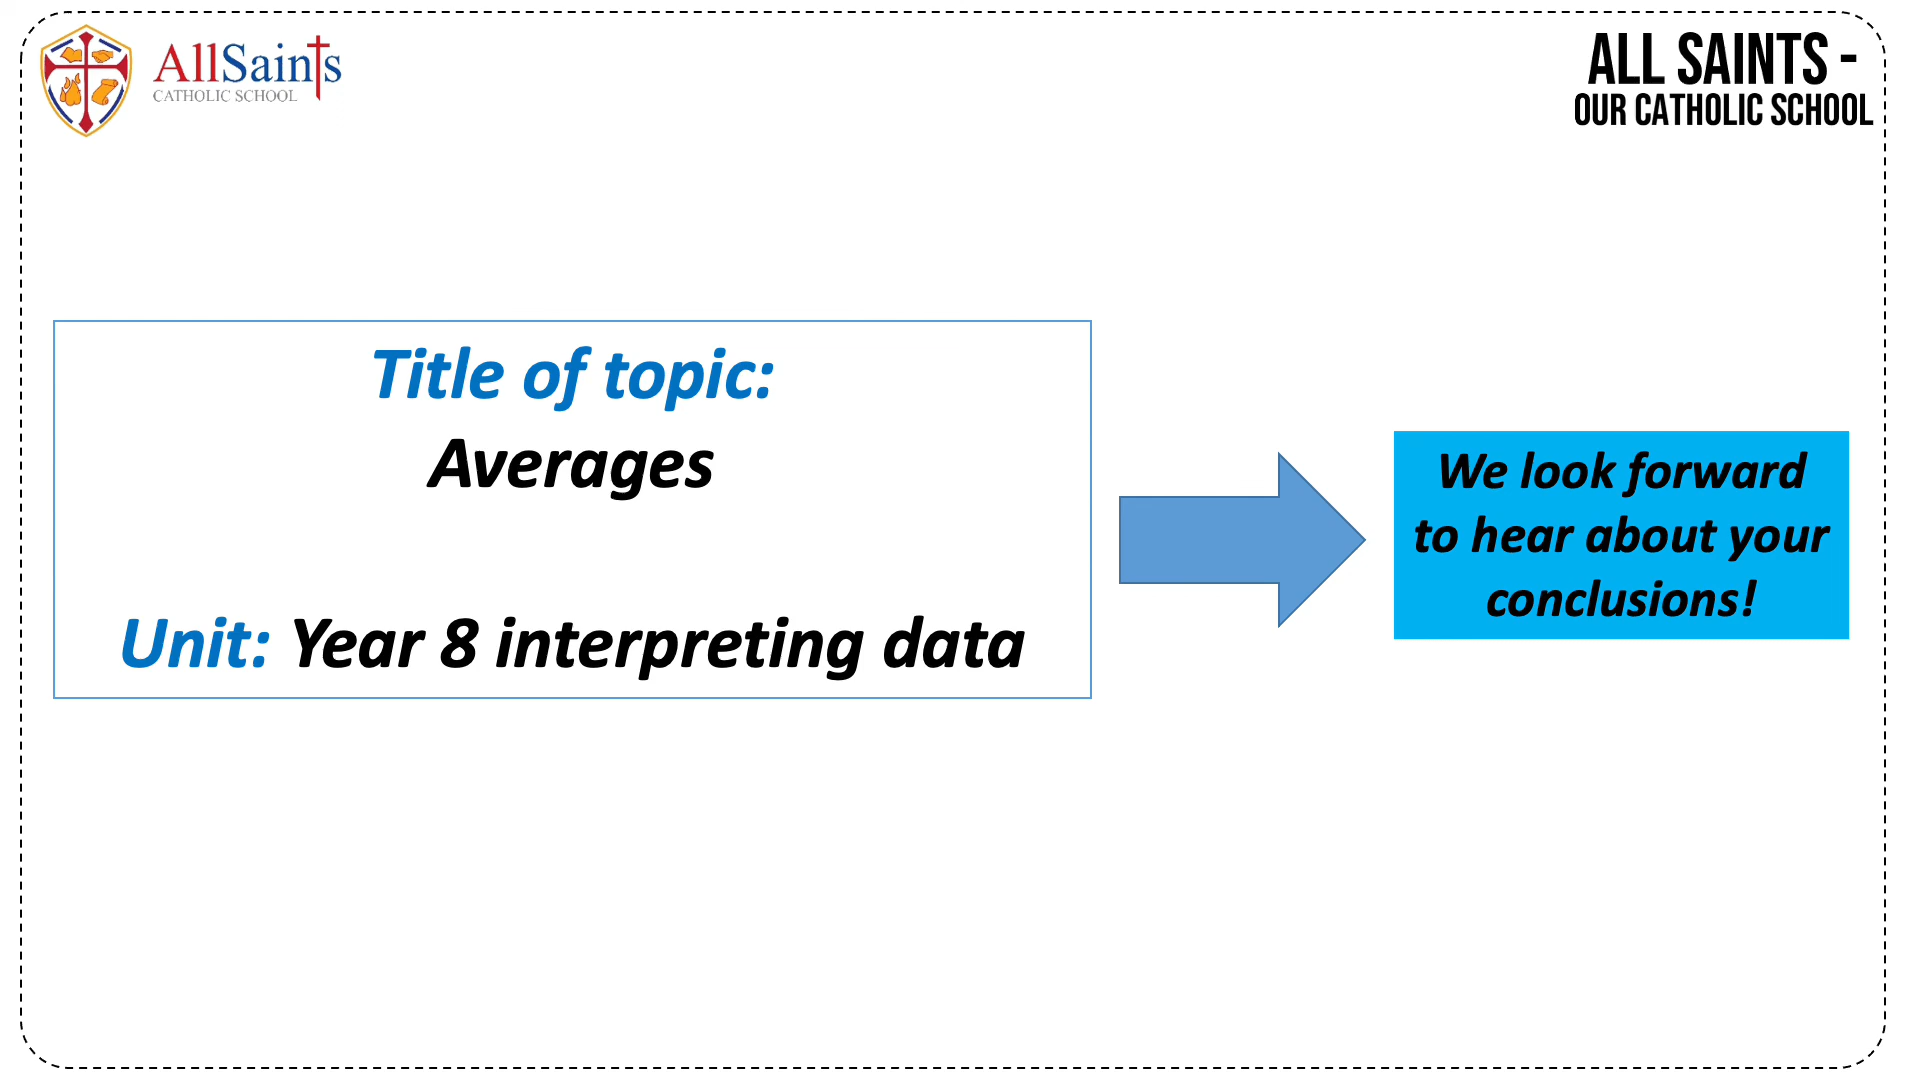 AllSaints
CATHOLIC SCHOOL
ALL SAINTS -
OUR CATHOLIC SCHOOL
Title of topic:
Averages
Unit: Year 8 interpreting data
We look forward
to hear about your
conclusions!